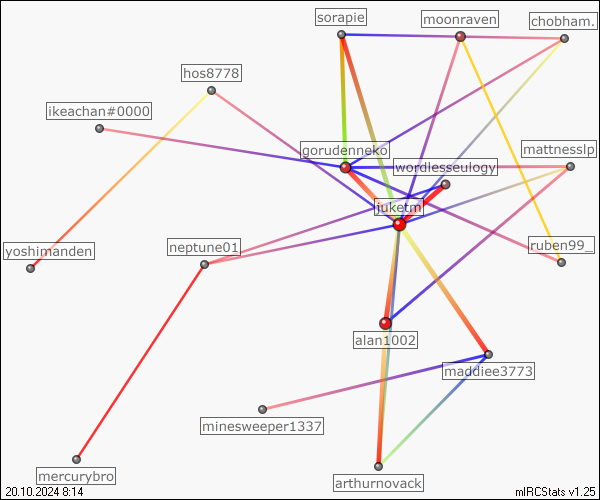 sorapie
moonraven
chobham.
hos8778
ikeachan#0000
gorudenneko
mattnesslp
wordlesseulogy
juketm
yoshimanden
neptune01
ruben99_
alan1002
maddiee3773
minesweeper1337
mercurybro
arthurnovack
20.10.2024 8:14
mIRCStats v1.25